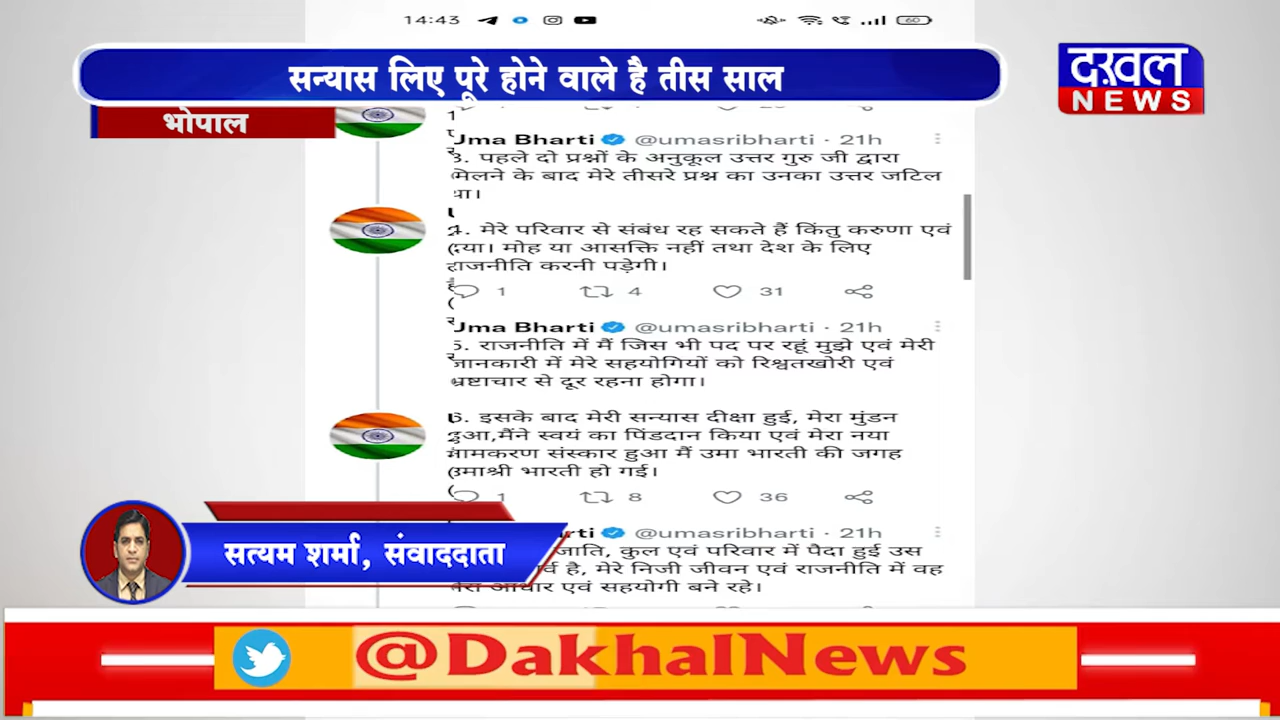 14:43
60
सन्यास लिए पूरे होने वाले है तीस साल
दख़ल
NEWS
भोपाल
Uma Bharti @umasribharti · 21h
3. पहले दो प्रश्नों के अनुकूल उत्तर गुरु जी द्वारा
मिलने के बाद मेरे तीसरे प्रश्न का उनका उत्तर जटिल
था।
4. मेरे परिवार से संबंध रह सकते हैं किंतु करुणा एवं
दया। मोह या आसक्ति नहीं तथा देश के लिए
राजनीति करनी पड़ेगी।
1 4 31
Uma Bharti @umasribharti · 21h
5. राजनीति में मैं जिस भी पद पर रहूं मुझे एवं मेरी
जानकारी में मेरे सहयोगियों को रिश्वतखोरी एवं
भ्रष्टाचार से दूर रहना होगा।
6. इसके बाद मेरी सन्यास दीक्षा हुई, मेरा मुंडन
हुआ,मैंने स्वयं का पिंडदान किया एवं मेरा नया
नामकरण संस्कार हुआ मैं उमा भारती की जगह
उमाश्री भारती हो गई।
1 8 36
@umasribharti · 21h
जाति, कुल एवं परिवार में पैदा हुई उस
है, मेरे निजी जीवन एवं राजनीति में वह
मेरा आधार एवं सहयोगी बने रहे।
सत्यम शर्मा, संवाददाता
@DakhalNews